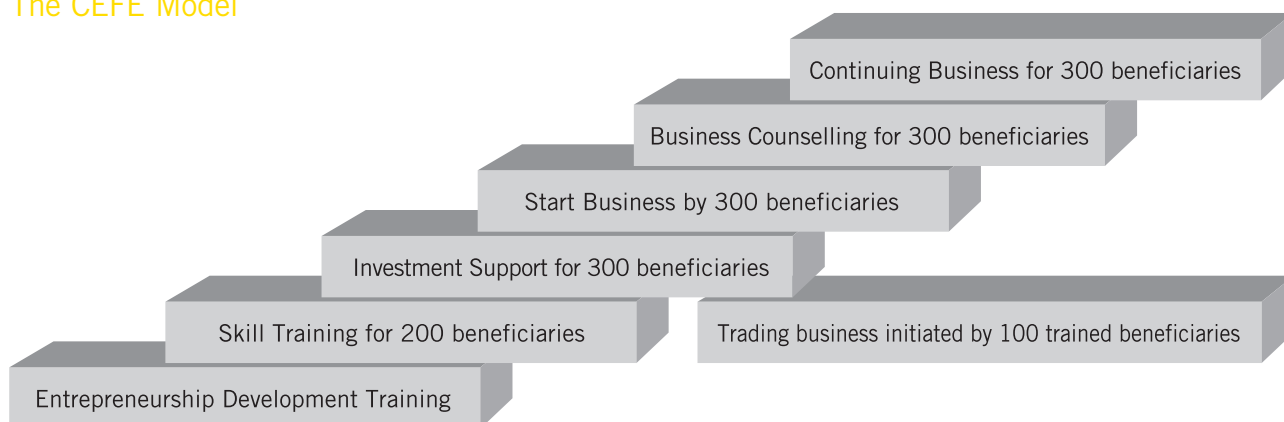 The CEFE Model
Continuing Business for 300 beneficiaries
Business Counselling for 300 beneficiaries
Start Business by 300 beneficiaries
Investment Support for 300 beneficiaries
Skill Training for 200 beneficiaries
Trading business initiated by 100 trained beneficiaries
Entrepreneurship Development Training